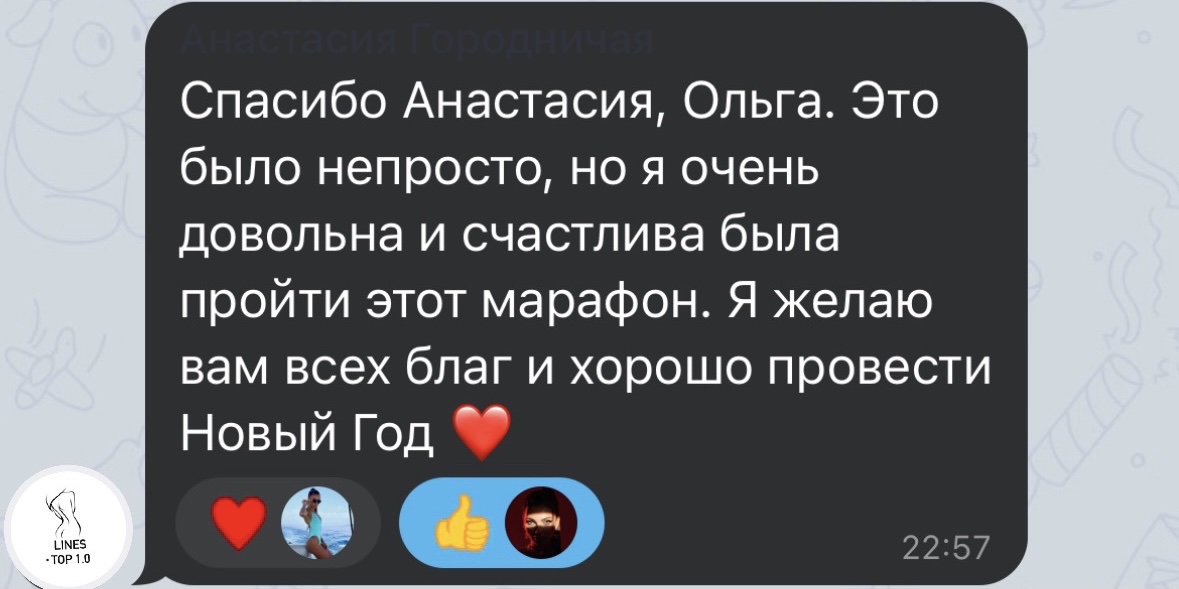 Анастасия Городничая
Спасибо Анастасия, Ольга. Это
было непросто, но я очень
довольна и счастлива была
пройти этот марафон. Я желаю
вам всех благ и хорошо провести
Новый Год ❤️
22:57
LINES
• TOP 1.0